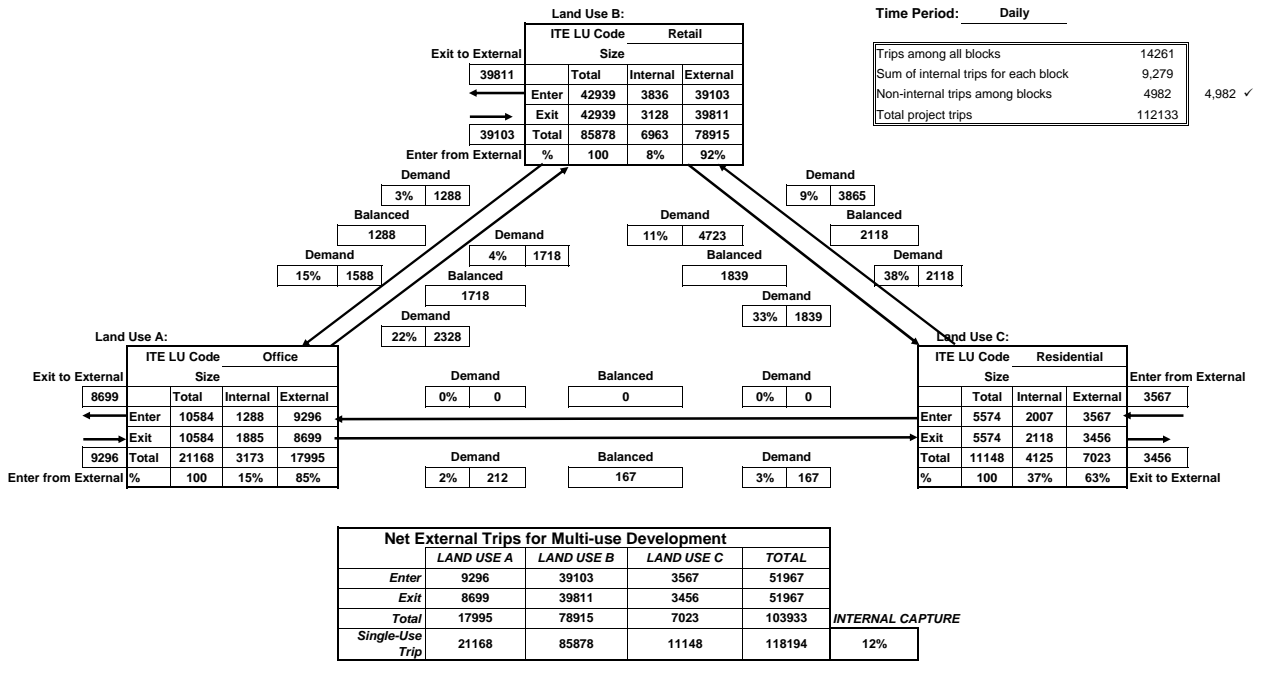 Land Use B:
Time Period: Daily
ITE LU Code Retail
Exit to External Size
39811 Total Internal External
Enter 42939 3836 39103
Exit 42939 3128 39811
39103 Total 85878 6963 78915
Enter from External % 100 8% 92%
Trips among all blocks 14261
Sum of internal trips for each block 9,279
Non-internal trips among blocks 4982 4,982 ✓
Total project trips 112133
Demand Demand
3% 1288 9% 3865
Balanced Demand Balanced
1288 11% 4723 2118
Demand Demand Balanced Demand
15% 1588 4% 1718 1839 38% 2118
Balanced
1718
Demand
33% 1839
Demand
22% 2328
Land Use A: Land Use C:
ITE LU Code Office
Exit to External Size
8699 Total Internal External
Enter 10584 1288 9296
Exit 10584 1885 8699
9296 Total 21168 3173 17995
Enter from External % 100 15% 85%
Demand Balanced Demand
0% 0 0 0% 0
Demand Balanced Demand
2% 212 167 3% 167
ITE LU Code Residential
Size Enter from External
Total Internal External 3567
Enter 5574 2007 3567
Exit 5574 2118 3456
Total 11148 4125 7023 3456
% 100 37% 63% Exit to External
Net External Trips for Multi-use Development
LAND USE A LAND USE B LAND USE C TOTAL
Enter 9296 39103 3567 51967
Exit 8699 39811 3456 51967
Total 17995 78915 7023 103933 INTERNAL CAPTURE
Single-Use
Trip 21168 85878 11148 118194 12%